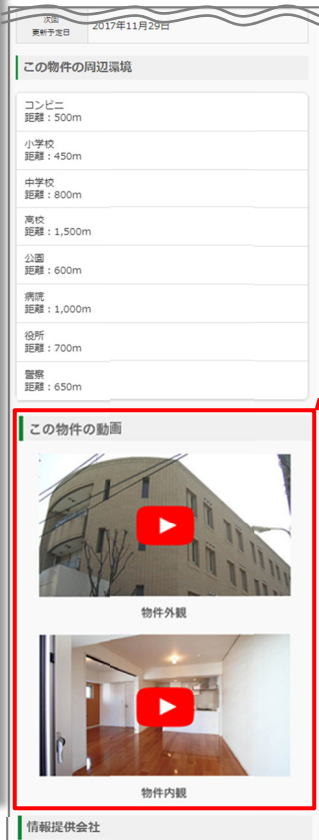 次回
更新予定日
2017年11月29日
この物件の周辺環境
コンビニ
距離：500m
小学校
距離：450m
中学校
距離：800m
高校
距離：1,500m
公園
距離：600m
病院
距離：1,000m
役所
距離：700m
警察
距離：650m
この物件の動画
物件外観
物件内観
情報提供会社